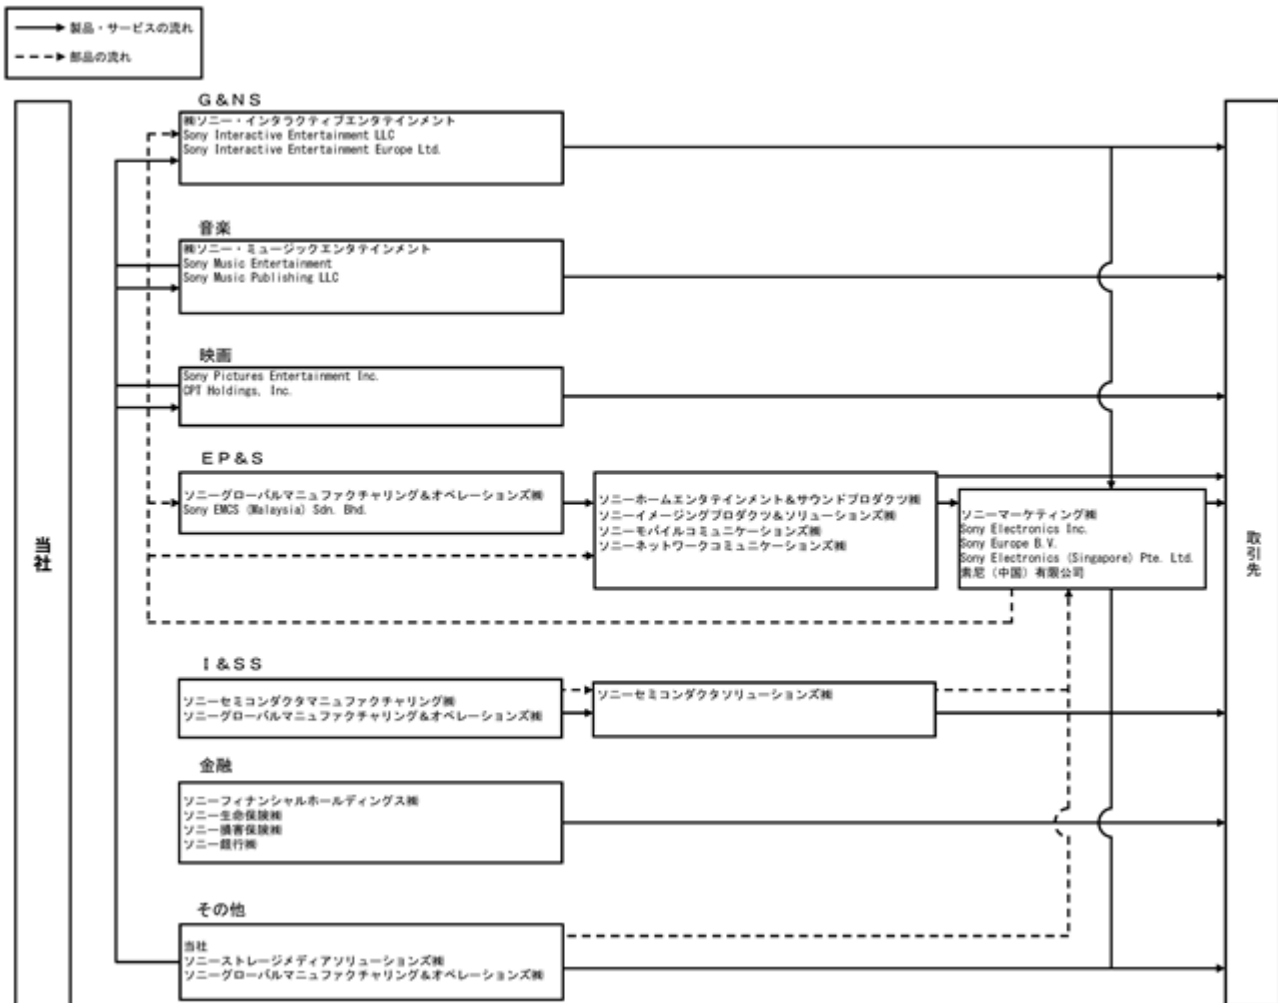 製品・サービスの流れ
部品の流れ
G&NS
㈱ソニー・インタラクティブエンタテインメント
Sony Interactive Entertainment LLC
Sony Interactive Entertainment Europe Ltd.
音楽
㈱ソニー・ミュージックエンタテインメント
Sony Music Entertainment
Sony Music Publishing LLC
映画
Sony Pictures Entertainment Inc.
CPT Holdings, Inc.
EP&S
ソニーグローバルマニュファクチャリング&オペレーションズ㈱
Sony EMCS (Malaysia) Sdn. Bhd.
ソニーホームエンタテインメント&サウンドプロダクツ㈱
ソニーイメージングプロダクツ&ソリューションズ㈱
ソニーモバイルコミュニケーションズ㈱
ソニーネットワークコミュニケーションズ㈱
ソニーマーケティング㈱
Sony Electronics Inc.
Sony Europe B.V.
Sony Electronics (Singapore) Pte. Ltd.
索尼（中国）有限公司
当社
取引先
I&SS
ソニーセミコンダクタマニュファクチャリング㈱
ソニーグローバルマニュファクチャリング&オペレーションズ㈱
ソニーセミコンダクタソリューションズ㈱
金融
ソニーフィナンシャルホールディングス㈱
ソニー生命保険㈱
ソニー損害保険㈱
ソニー銀行㈱
その他
当社
ソニーストレージメディアソリューションズ㈱
ソニーグローバルマニュファクチャリング&オペレーションズ㈱